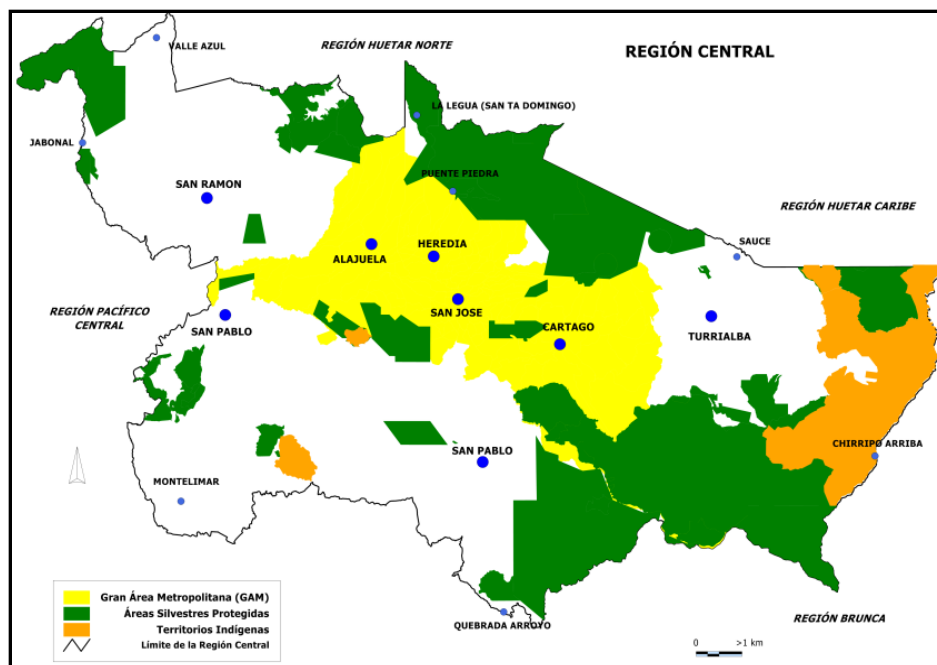 REGIÓN HUETAR NORTE
REGIÓN CENTRAL
VALLE AZUL
LA LEGUA (SAN TA DOMINGO)
JABONAL
PUENTE PIEDRA
SAN RAMON
REGIÓN HUETAR CARIBE
SAUCE
HEREDIA
ALAJUELA
REGIÓN PACÍFICO
CENTRAL
SAN PABLO
SAN JOSE
CARTAGO
TURRIALBA
CHIRRIPO ARRIBA
SAN PABLO
MONTELIMAR
Gran Área Metropolitana (GAM)
Áreas Silvestres Protegidas
Territorios Indígenas
Límite de la Región Central
QUEBRADA ARROYO
REGIÓN BRUNCA
0 >1 km